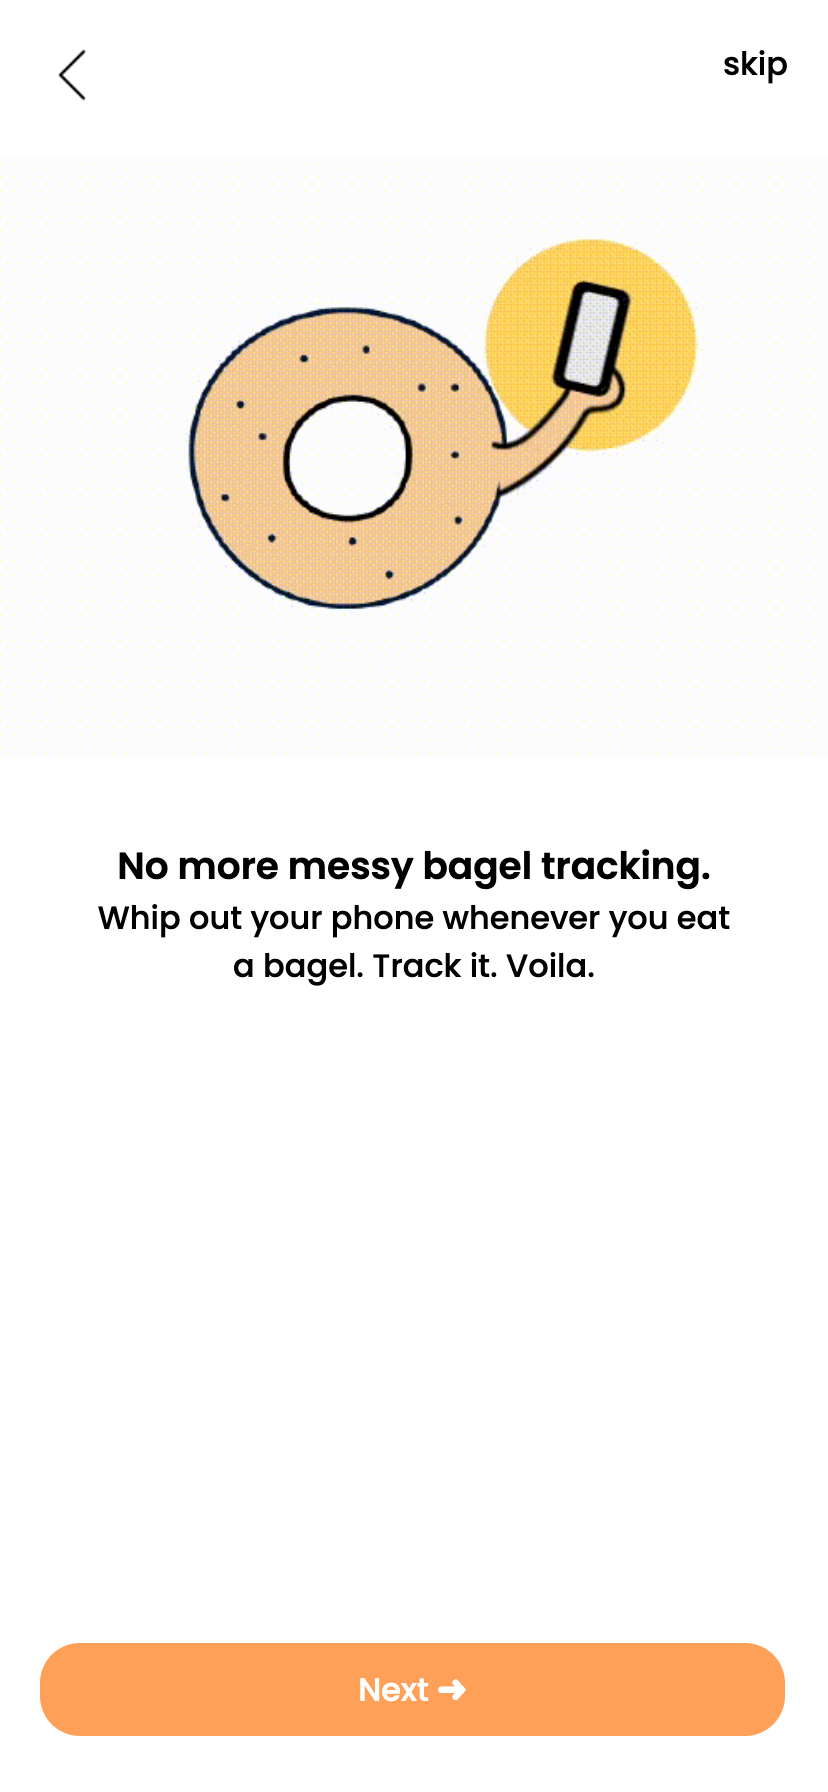 skip
No more messy bagel tracking.
Whip out your phone whenever you eat
a bagel. Track it. Voila.
Next ➜